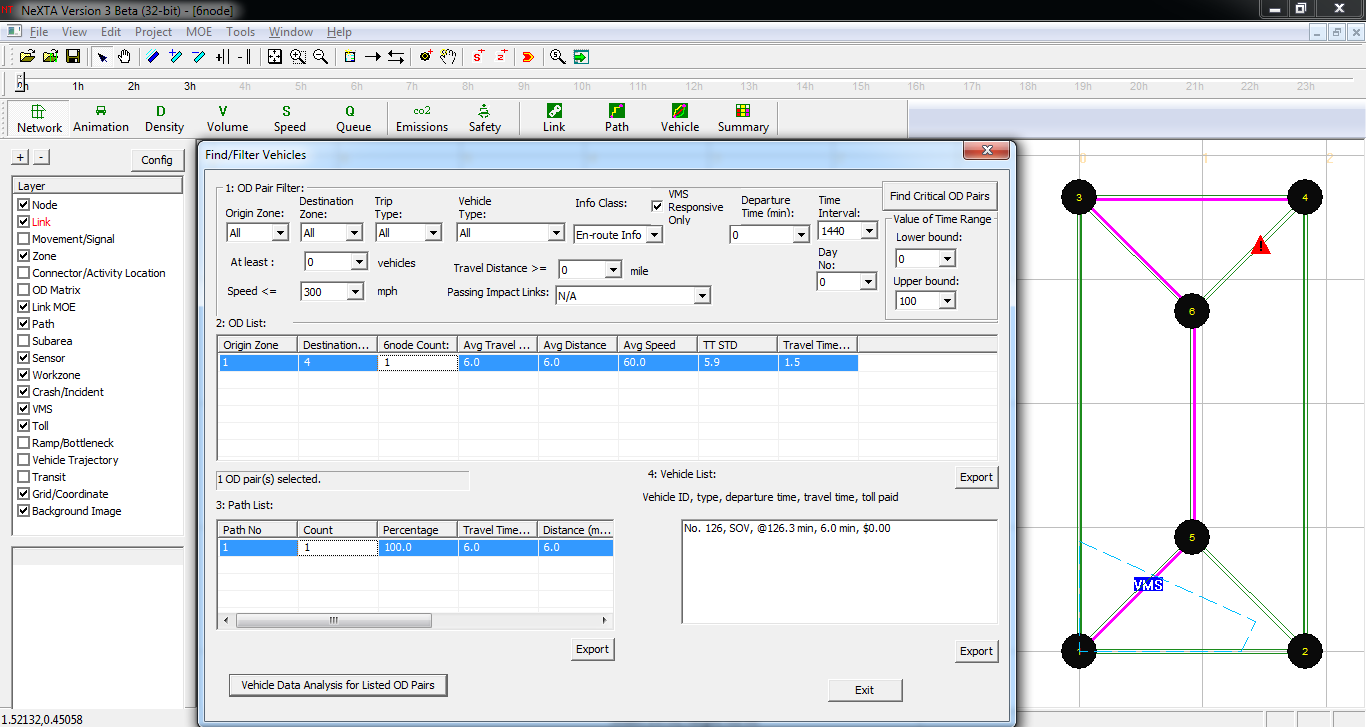 NeXTA Version 3 Beta (32-bit) - [6node]
File View Edit Project MOE Tools Window Help
1h 2h 3h 4h 5h 6h 7h 8h 9h 10h 11h 12h 13h 14h 15h 16h 17h 18h 19h 20h 21h 22h 23h
D V S Q co2
Network Animation Density Volume Speed Queue Emissions Safety Link Path Vehicle Summary
+ - Config
Layer
Node
Link
Movement/Signal
Zone
Connector/Activity Location
OD Matrix
Link MOE
Path
Subarea
Sensor
Workzone
Crash/Incident
VMS
Toll
Ramp/Bottleneck
Vehicle Trajectory
Transit
Grid/Coordinate
Background Image
1.52132,0.45058
Find/Filter Vehicles
1: OD Pair Filter:
Origin Zone:
All
Destination
Zone:
All
Trip
Type:
All
Vehicle
Type:
All
Info Class:
En-route Info
VMS
Responsive
Only
Departure
Time (min):
0
Time
Interval:
1440
Day
No:
0
Find Critical OD Pairs
Value of Time Range
Lower bound:
0
Upper bound:
100
At least : 0 vehicles
Travel Distance >= 0 mile
Speed <= 300 mph
Passing Impact Links: N/A
2: OD List:
Origin Zone Destination... 6node Count: Avg Travel ... Avg Distance Avg Speed TT STD Travel Time...
1 4 1 6.0 6.0 60.0 5.9 1.5
1 OD pair(s) selected.
Export
3: Path List:
Path No Count Percentage Travel Time... Distance (m...
1 1 100.0 6.0 6.0
Export
4: Vehicle List:
Vehicle ID, type, departure time, travel time, toll paid
No. 126, SOV, @126.3 min, 6.0 min, $0.00
Export
Vehicle Data Analysis for Listed OD Pairs
Exit
0 1 2
3 4
6
5
VMS
2